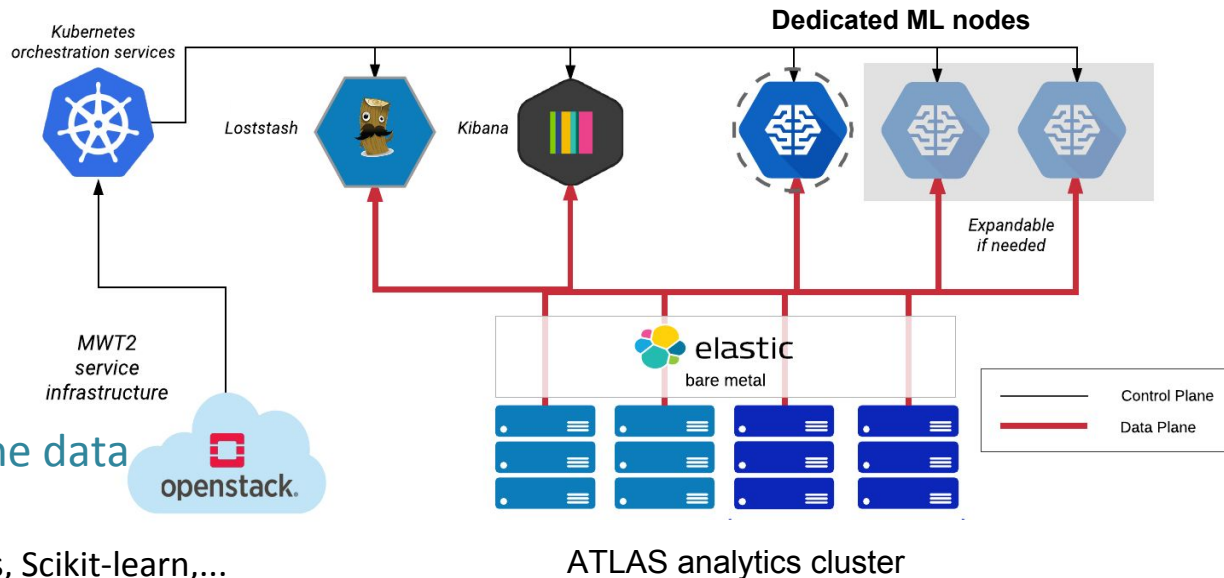 Dedicated ML nodes
Kubernetes
orchestration services
Loststash
Kibana
Expandable
if needed
MWT2
service
infrastructure
elastic
bare metal
Control Plane
Data Plane
ne data
openstack.
s, Scikit-learn,...
ATLAS analytics cluster